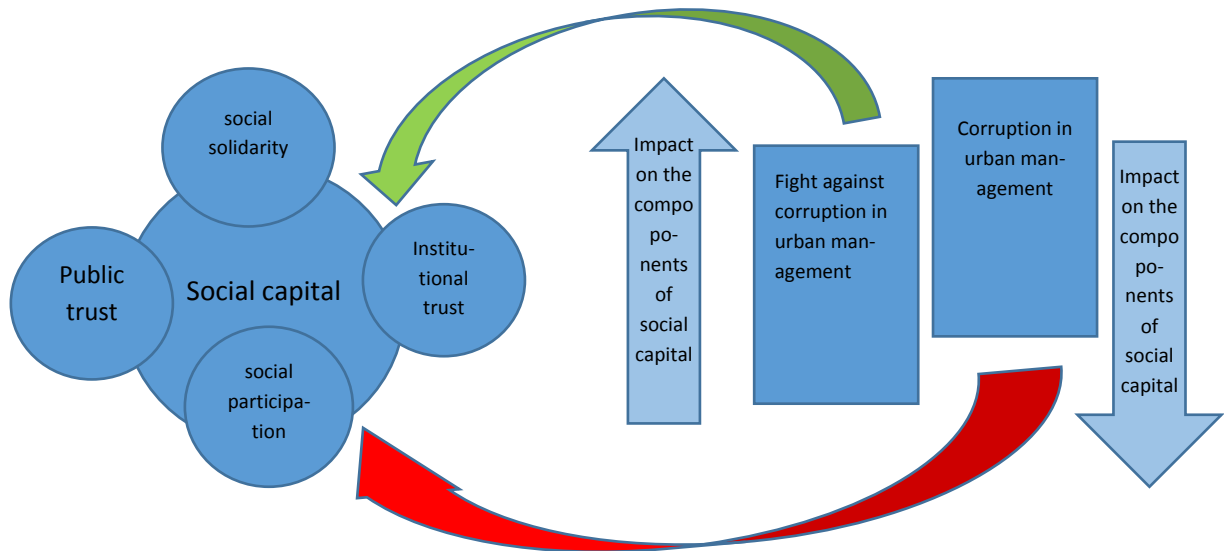 social
solidarity
Public
trust
Social capital
Institu-
tional
trust
social
participa-
tion
Impact
on the
compo
po-
nents
of
social
capital
Fight against
corruption in
urban man-
agement
Corruption in
urban man-
agement
Impact
on the
compo
po-
nents
of
social
capital